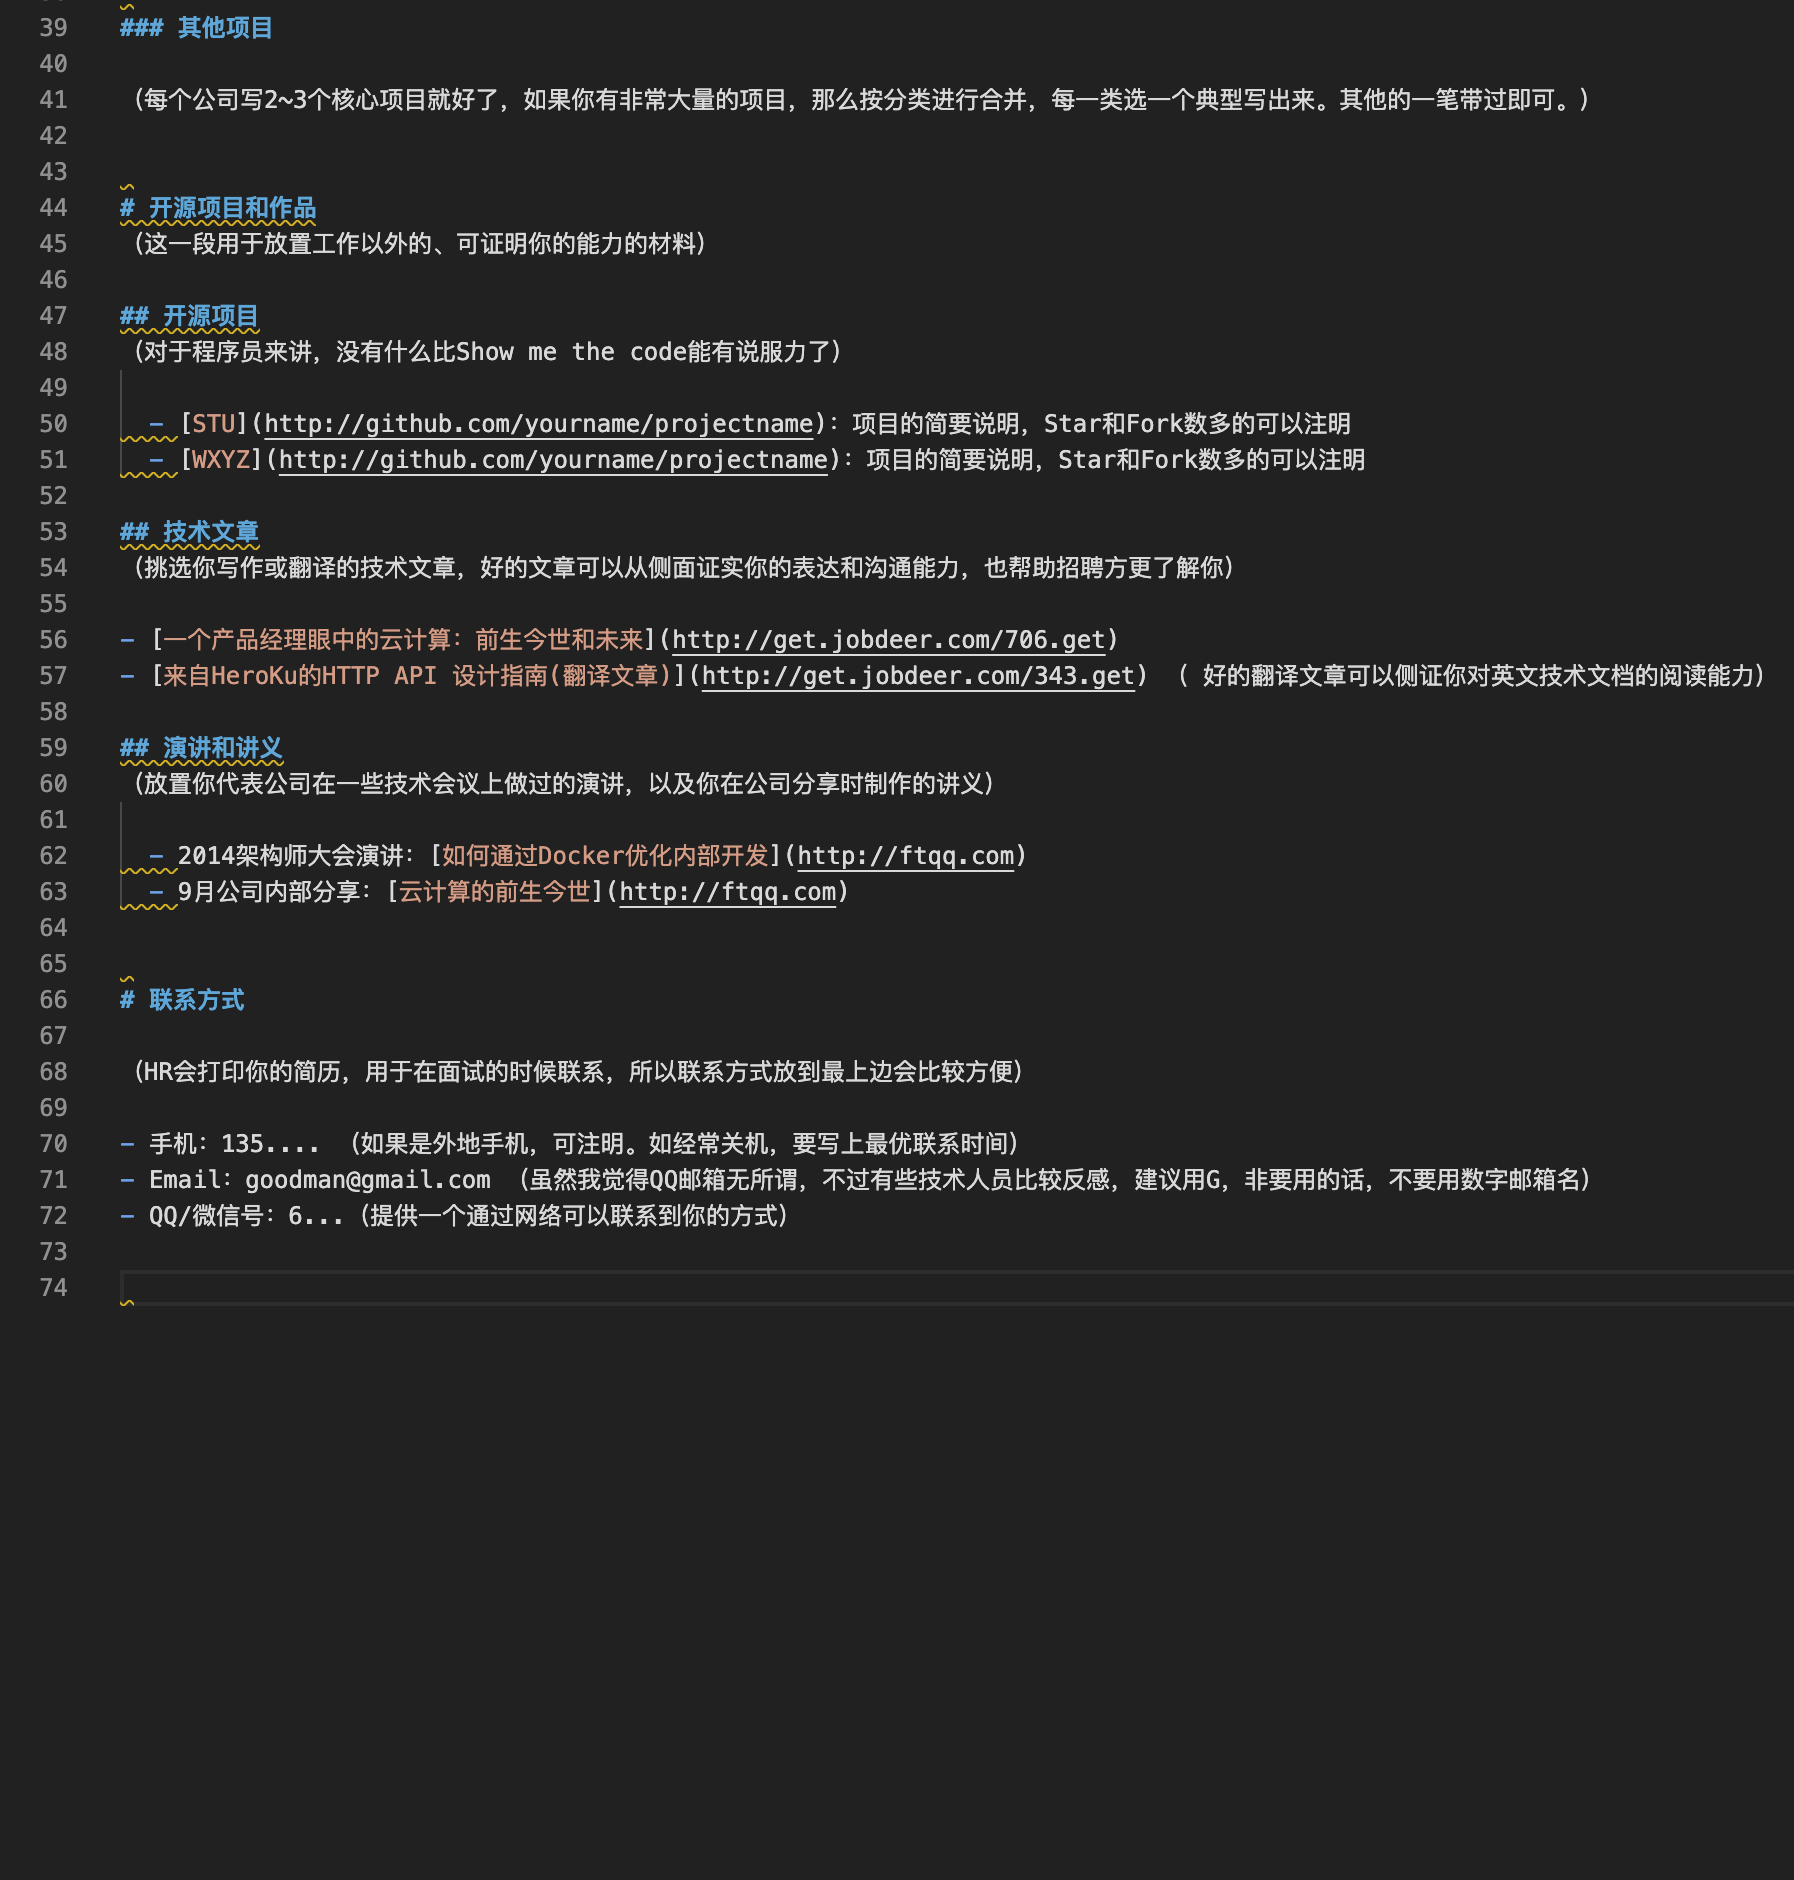 39 ### 其他项目
40
41 （每个公司写2~3个核心项目就好了，如果你有非常大量的项目，那么按分类进行合并，每一类选一个典型写出来。其他的一笔带过即可。）
42
43
44 # 开源项目和作品
45 （这一段用于放置工作以外的、可证明你的能力的材料）
46
47 ## 开源项目
48 （对于程序员来讲，没有什么比Show me the code能有说服力了）
49
50 - [STU](http://github.com/yourname/projectname)：项目的简要说明，Star和Fork数多的可以注明
51 - [WXYZ](http://github.com/yourname/projectname)：项目的简要说明，Star和Fork数多的可以注明
52
53 ## 技术文章
54 （挑选你写作或翻译的技术文章，好的文章可以从侧面证实你的表达和沟通能力，也帮助招聘方更了解你）
55
56 - [一个产品经理眼中的云计算：前生今世和未来](http://get.jobdeer.com/706.get)
57 - [来自HeroKu的HTTP API 设计指南(翻译文章)](http://get.jobdeer.com/343.get) （ 好的翻译文章可以侧证你对英文技术文档的阅读能力）
58
59 ## 演讲和讲义
60 （放置你代表公司在一些技术会议上做过的演讲，以及你在公司分享时制作的讲义）
61
62 - 2014架构师大会演讲：[如何通过Docker优化内部开发](http://ftqq.com)
63 - 9月公司内部分享：[云计算的前生今世](http://ftqq.com)
64
65
66 # 联系方式
67
68 （HR会打印你的简历，用于在面试的时候联系，所以联系方式放到最上边会比较方便）
69
70 - 手机：135.... （如果是外地手机，可注明。如经常关机，要写上最优联系时间）
71 - Email：goodman@gmail.com （虽然我觉得QQ邮箱无所谓，不过有些技术人员比较反感，建议用G，非要用的话，不要用数字邮箱名）
72 - QQ/微信号：6...（提供一个通过网络可以联系到你的方式）
73
74